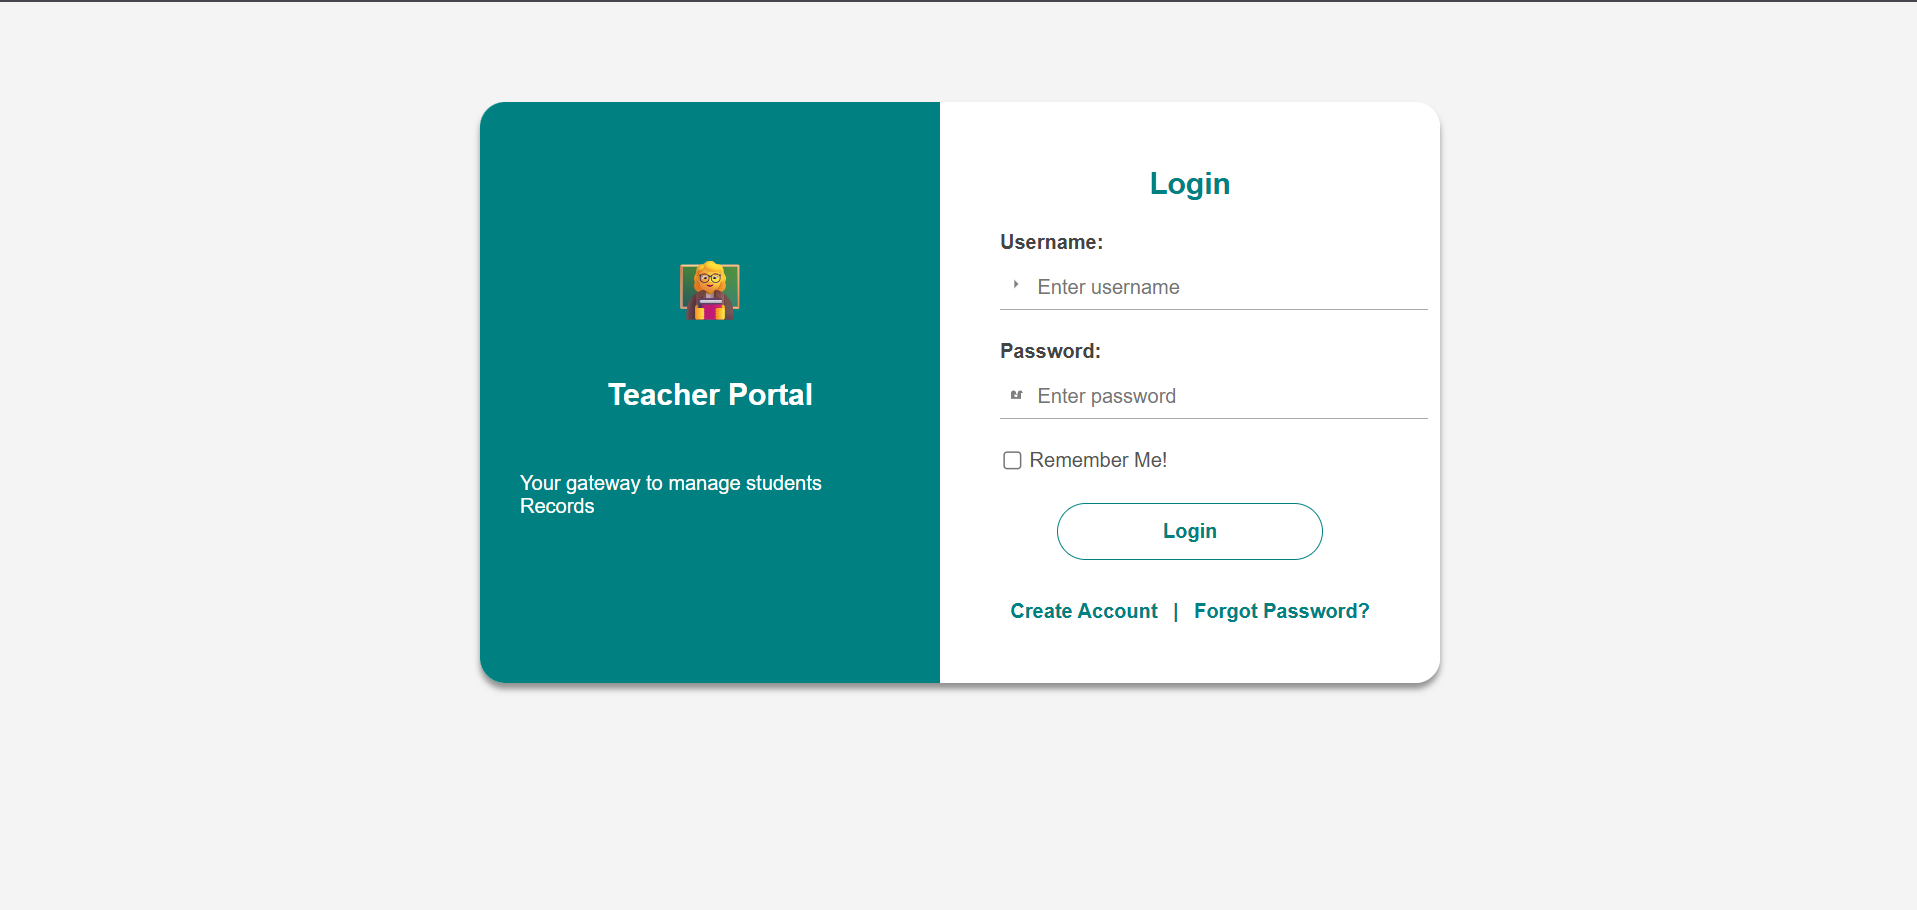 Teacher Portal
Your gateway to manage students
Records
Login
Username:
Enter username
Password:
Enter password
Remember Me!
Login
Create Account | Forgot Password?